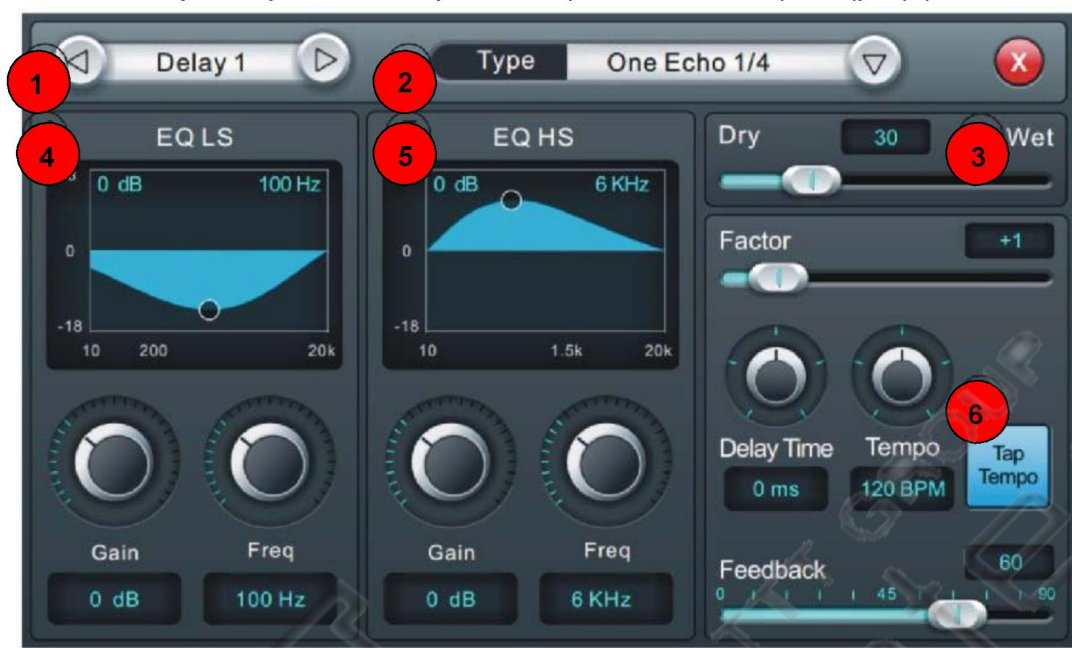 1
Delay 1
2
Type
One Echo 1/4
X
4
EQ LS
0 dB 100 Hz
0
-18
10 200 20k
Gain Freq
0 dB 100 Hz
5
EQ HS
0 dB 6 KHz
0
-18
10 1.5k 20k
Gain Freq
0 dB 6 KHz
Dry 30 3 Wet
Factor +1
6
Delay Time Tempo
0 ms 120 BPM
Tap
Tempo
Feedback 60
0 45 90
TT GROUP